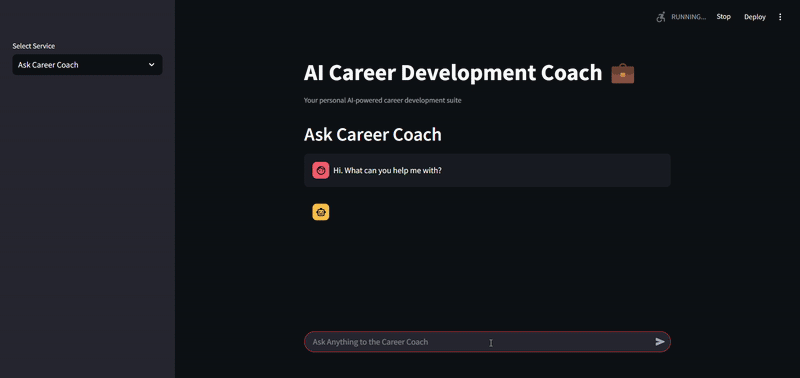 RUNNING...
Stop
Deploy
Select Service
Ask Career Coach
AI Career Development Coach
Your personal AI-powered career development suite
Ask Career Coach
Hi. What can you help me with?
Ask Anything to the Career Coach